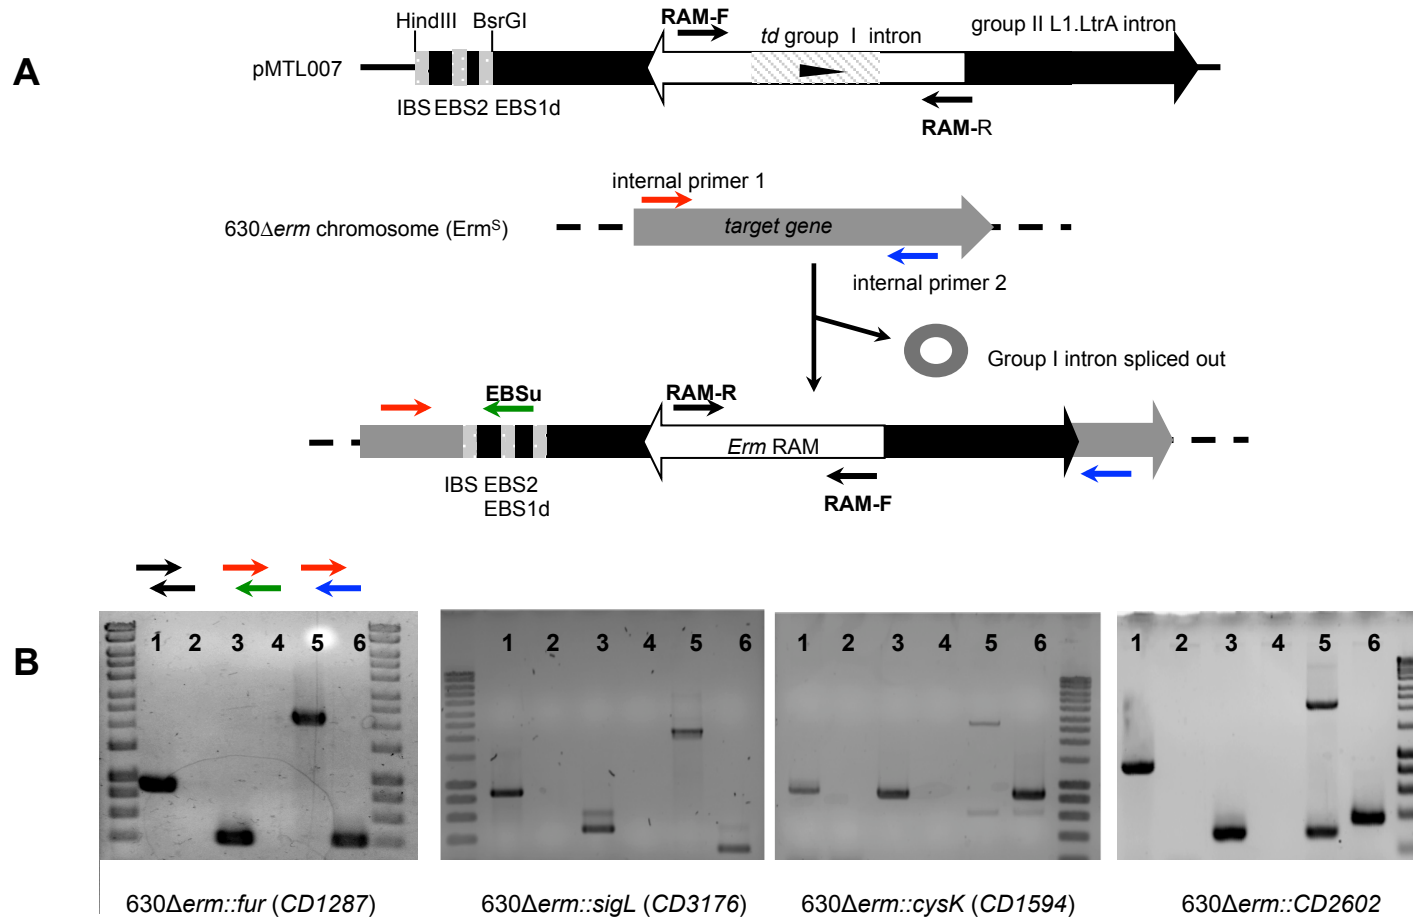 HindIII BsrGI RAM-F
td group I intron group II L1.LtrA intron
A pMTL007
IBS EBS2 EBS1d
RAM-R
internal primer 1
630Δerm chromosome (ErmS) target gene
internal primer 2
Group I intron spliced out
EBSu RAM-R
Erm RAM
IBS EBS2
EBS1d RAM-F
B 1 2 3 4 5 6 1 2 3 4 5 6 1 2 3 4 5 6 1 2 3 4 5 6
630Δerm::fur (CD1287) 630Δerm::sigL (CD3176) 630Δerm::cysK (CD1594) 630Δerm::CD2602